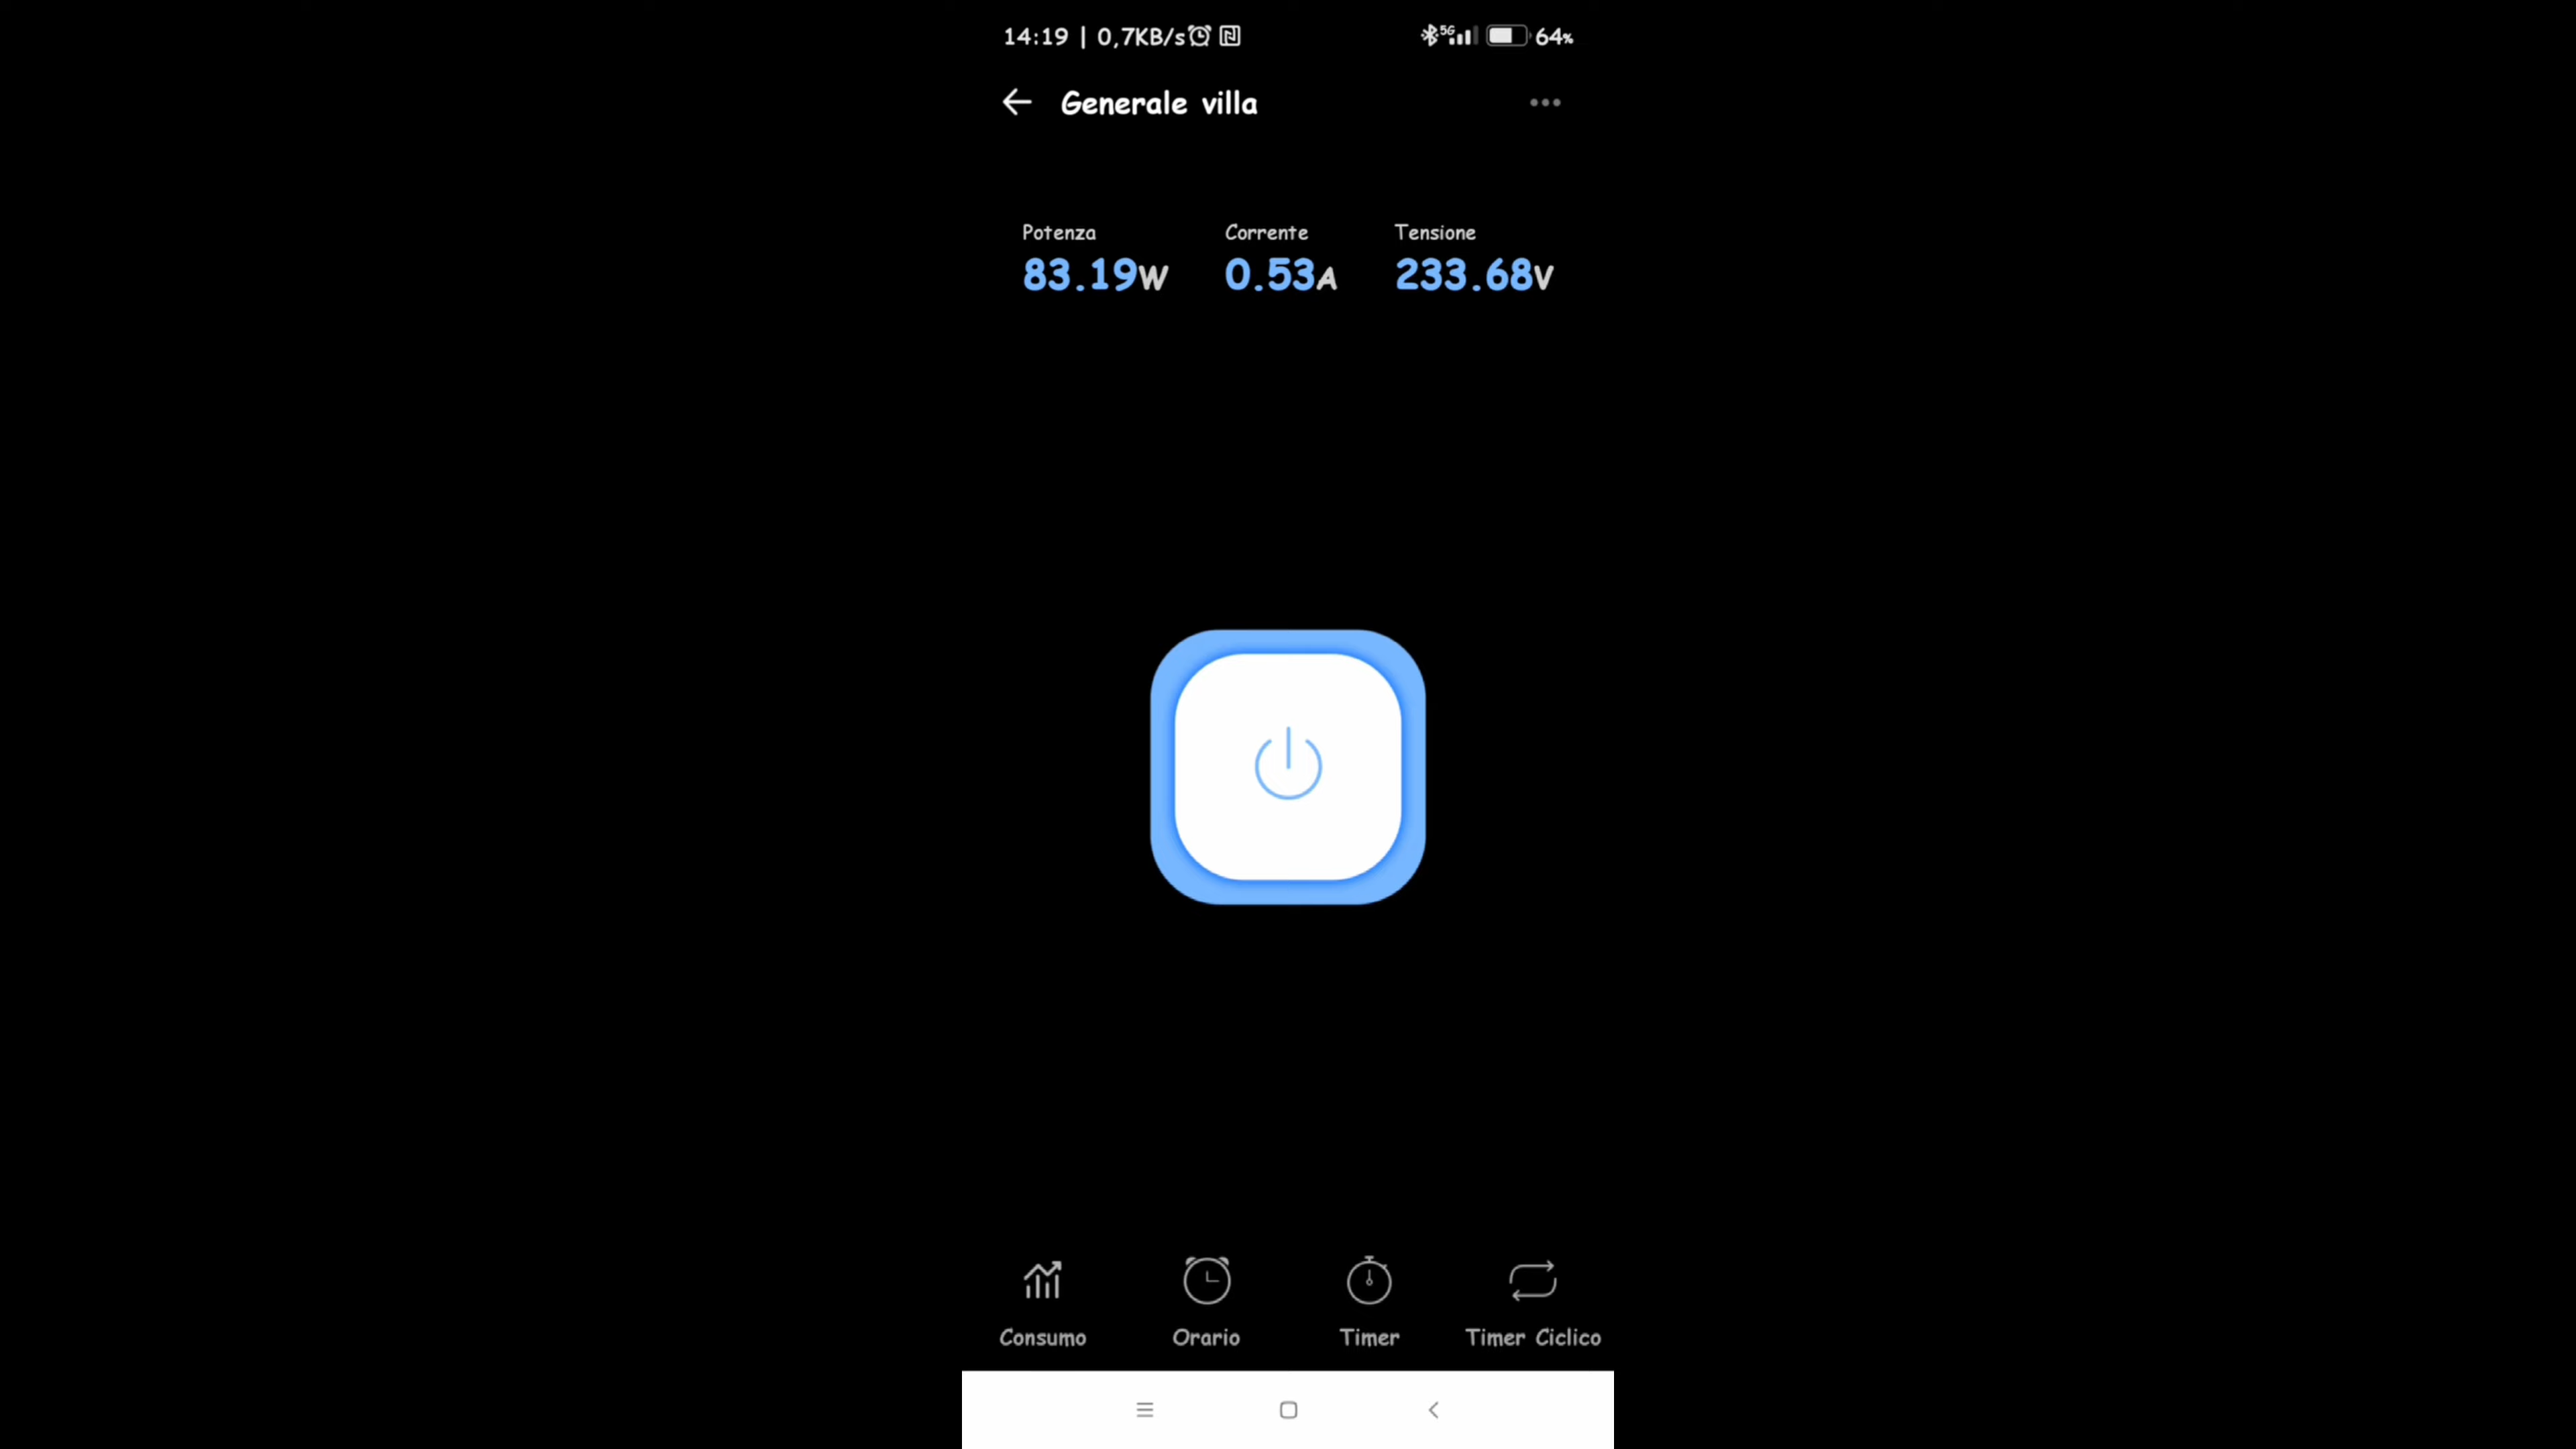 14:19 | 0,7KB/s 5G 64%
Generale villa
Potenza Corrente Tensione
83.19W 0.53A 233.68V
Consumo Orario Timer Timer Ciclico